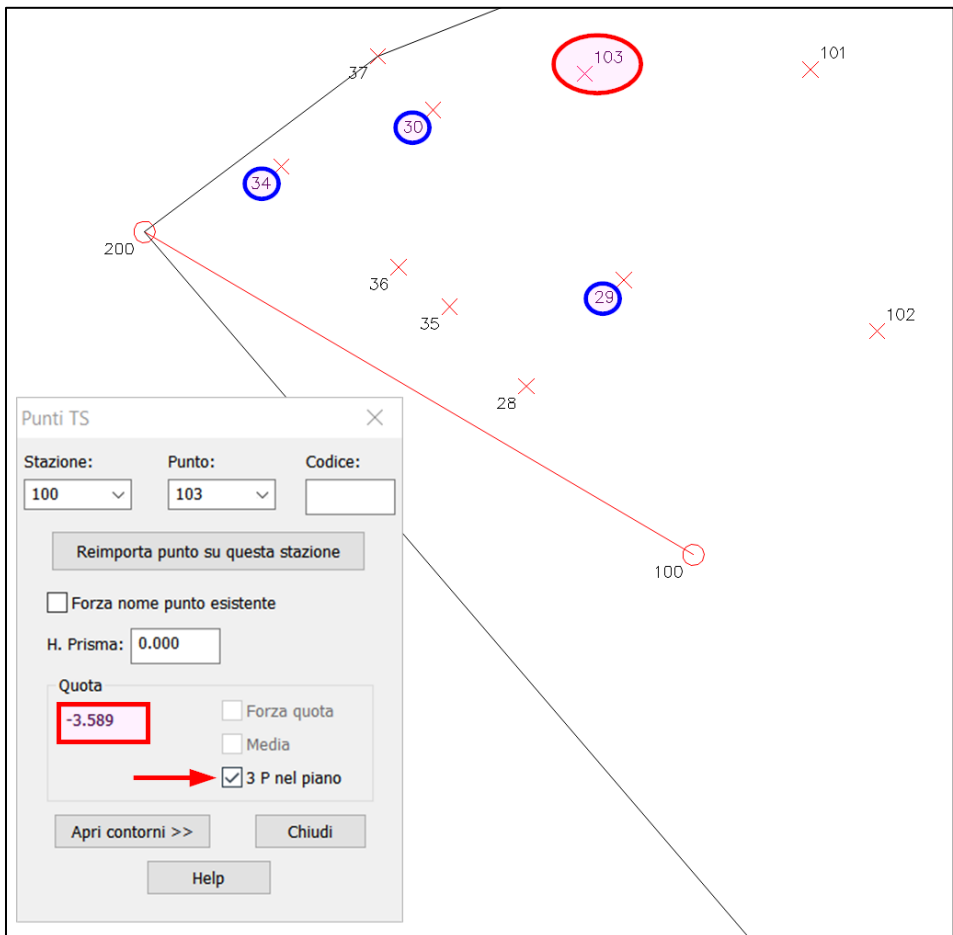 103
101
37
30
34
200
36
29
35
102
28
100
Punti TS
Stazione: Punto: Codice:
100 103
Reimporta punto su questa stazione
Forza nome punto esistente
H. Prisma: 0.000
Quota
-3.589 Forza quota
Media
3 P nel piano
Apri contorni >> Chiudi
Help